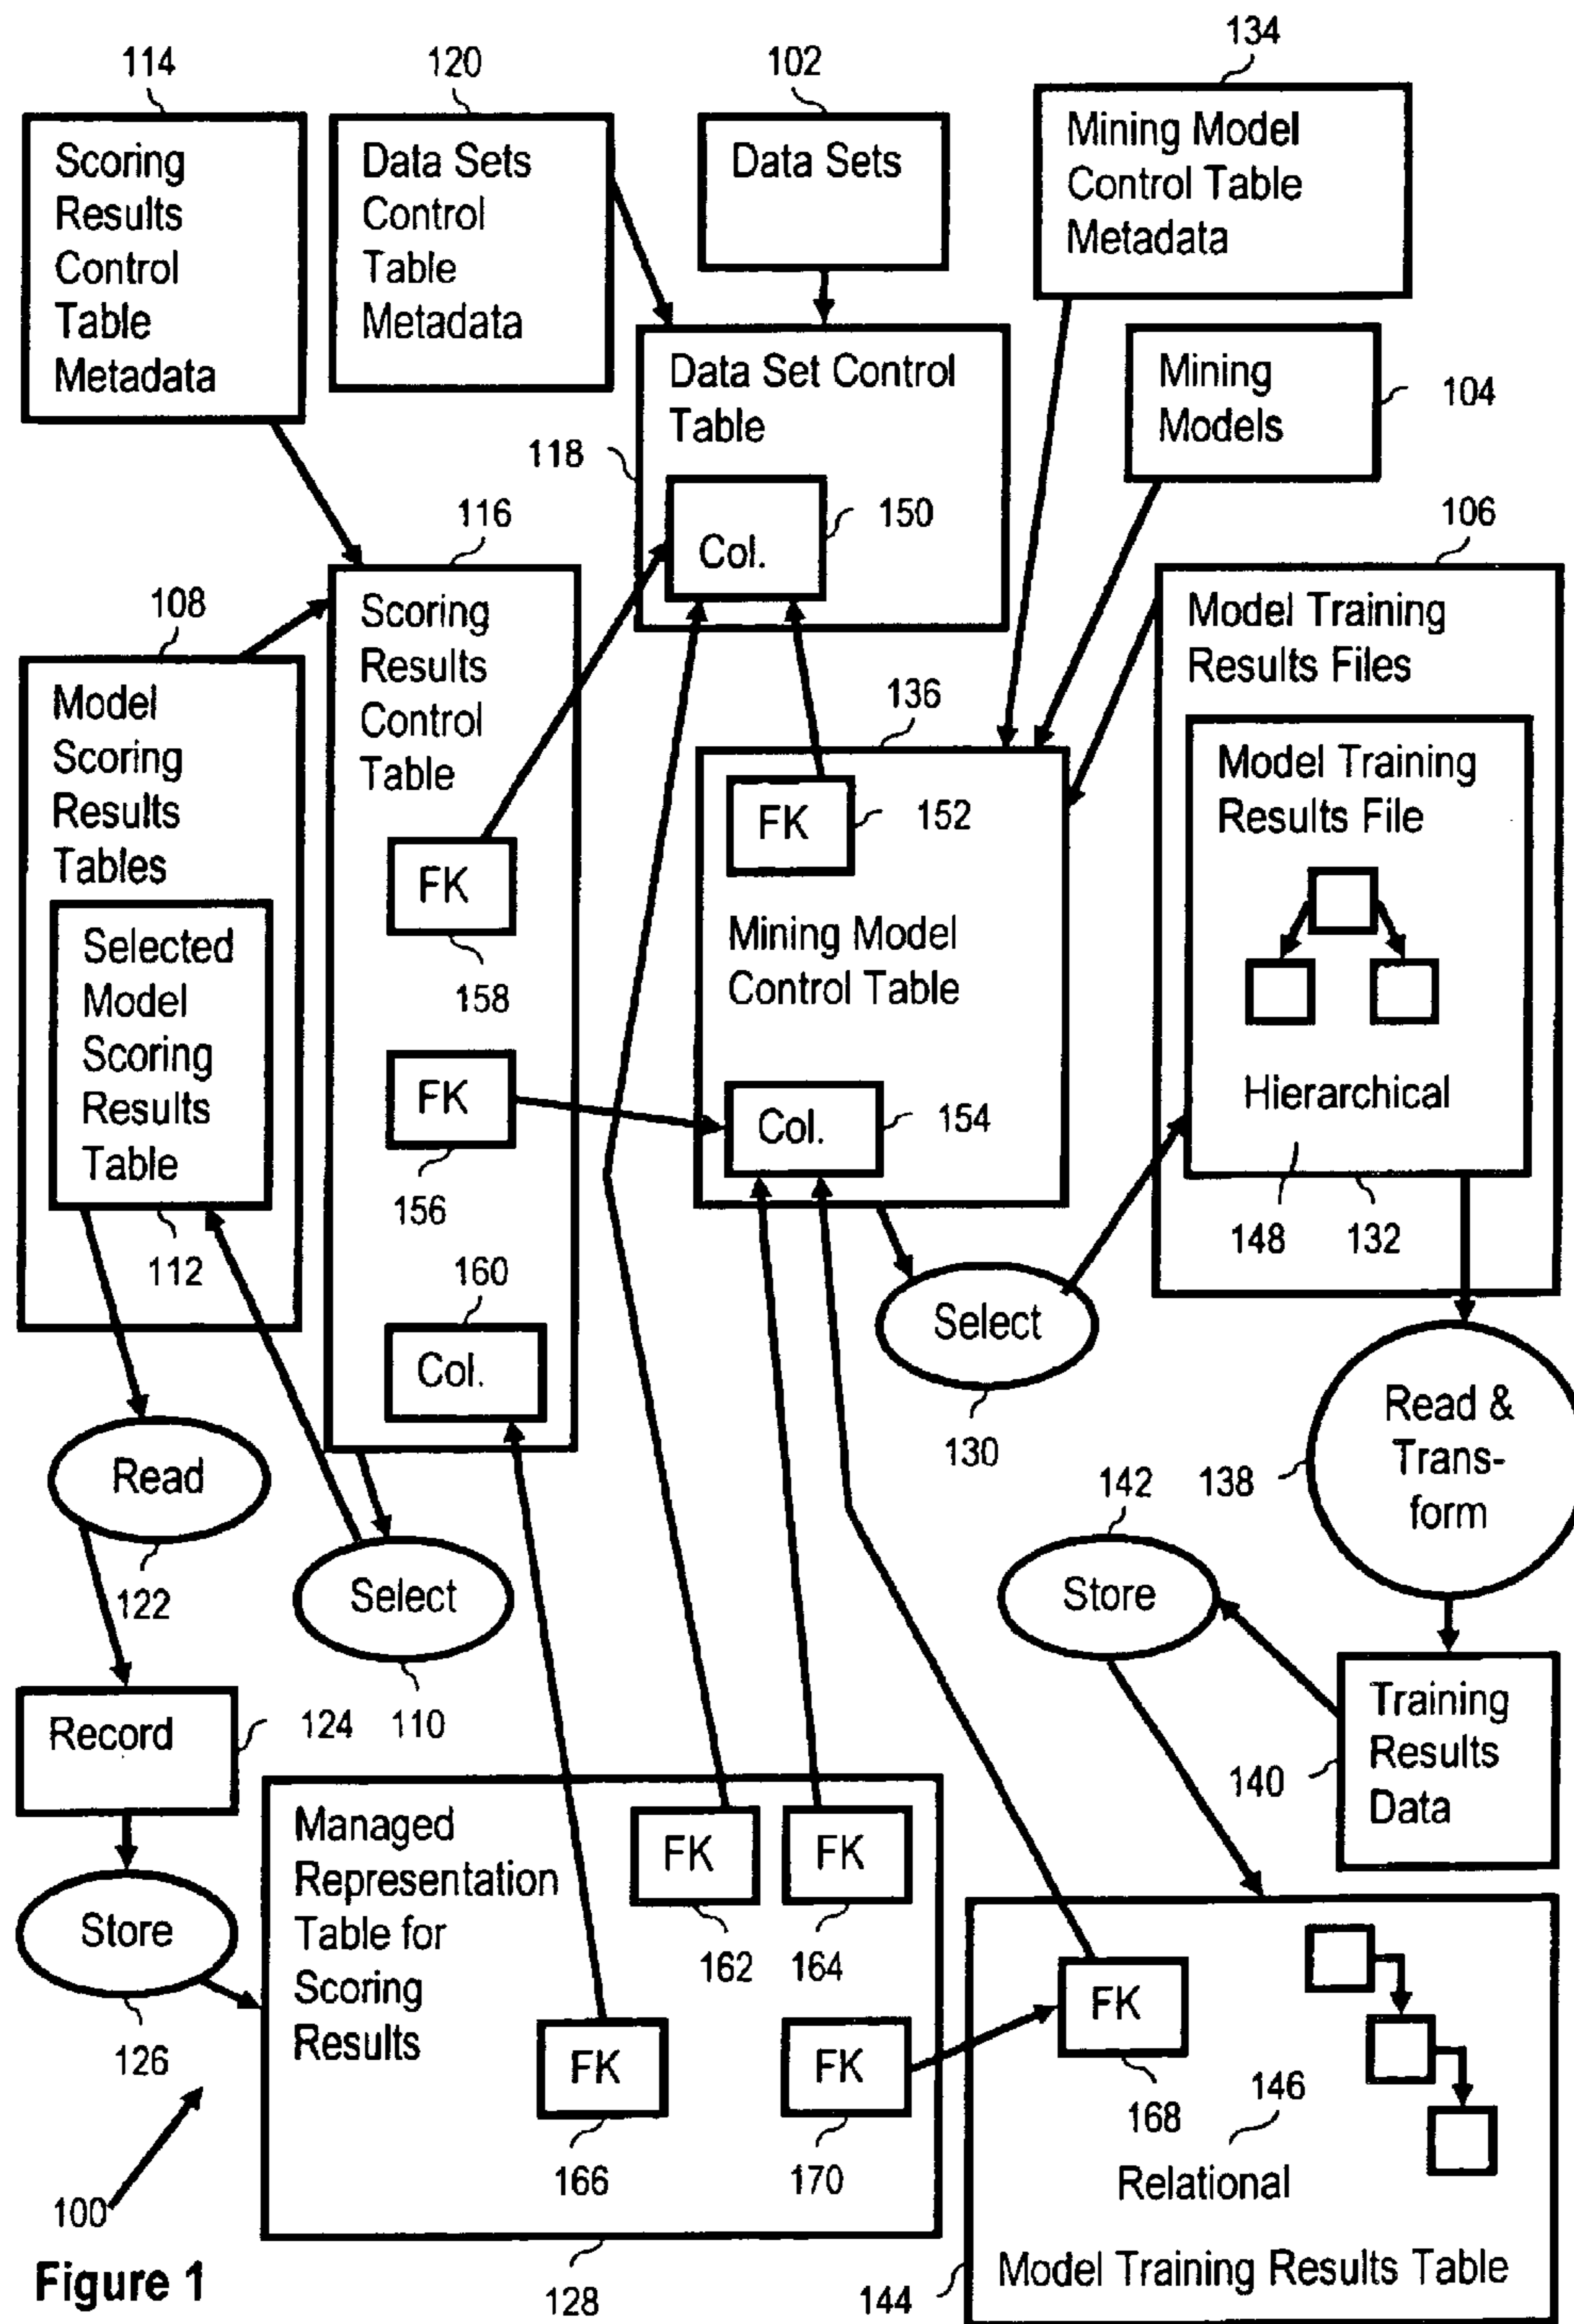 114
120
102
134
Scoring
Results
Control
Table
Metadata
Data Sets
Control
Table
Metadata
Data Sets
Mining Model
Control Table
Metadata
Data Set Control
Table
118
Col.
150
Mining
Models
104
116
106
108
Model
Scoring
Results
Tables
Selected
Model
Scoring
Results
Table
112
Scoring
Results
Control
Table
FK
158
FK
156
160
Col.
136
FK
152
Mining Model
Control Table
Col.
154
Model Training
Results Files
Model Training
Results File
Hierarchical
148
132
Select
130
Read
122
Select
110
Read &
Trans-
form
138
142
Store
Record
124
Training
Results
Data
140
Store
126
Managed
Representation
Table for
Scoring
Results
FK
162
FK
164
FK
166
FK
170
FK
168
146
Relational
Model Training Results Table
100
128
144
Figure 1